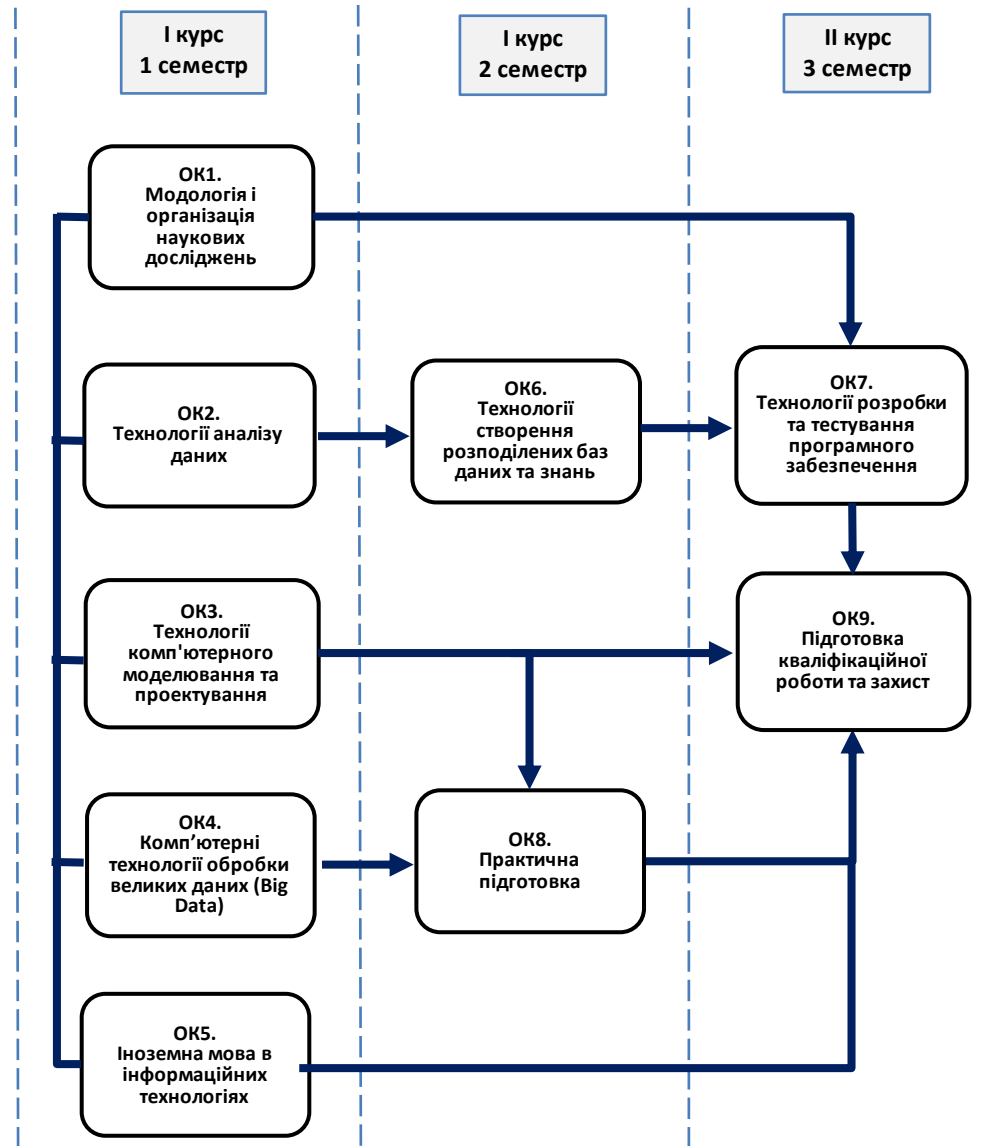 І курс
1 семестр
І курс
2 семестр
ІІ курс
3 семестр
ОК1.
Модологія і
організація
наукових
досліджень
ОК2.
Технології аналізу
даних
ОК6.
Технології
створення
розподілених баз
даних та знань
ОК7.
Технології розробки
та тестування
програмного
забезпечення
ОК3.
Технології
комп'ютерного
моделювання та
проектування
ОК9.
Підготовка
кваліфікаційної
роботи та захист
ОК4.
Комп’ютерні
технології обробки
великих даних (Big
Data)
ОК8.
Практична
підготовка
ОК5.
Іноземна мова в
інформаційних
технологіях